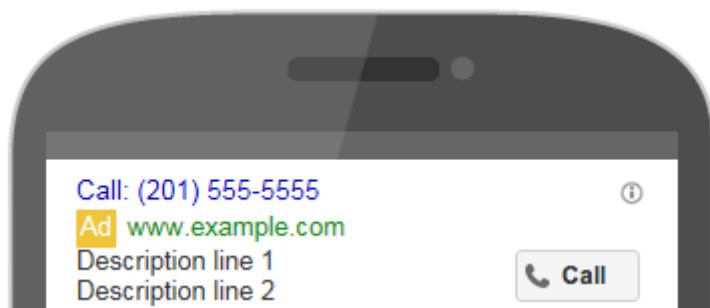 Call: (201) 555-5555
Ad www.example.com
Description line 1
Description line 2
Call